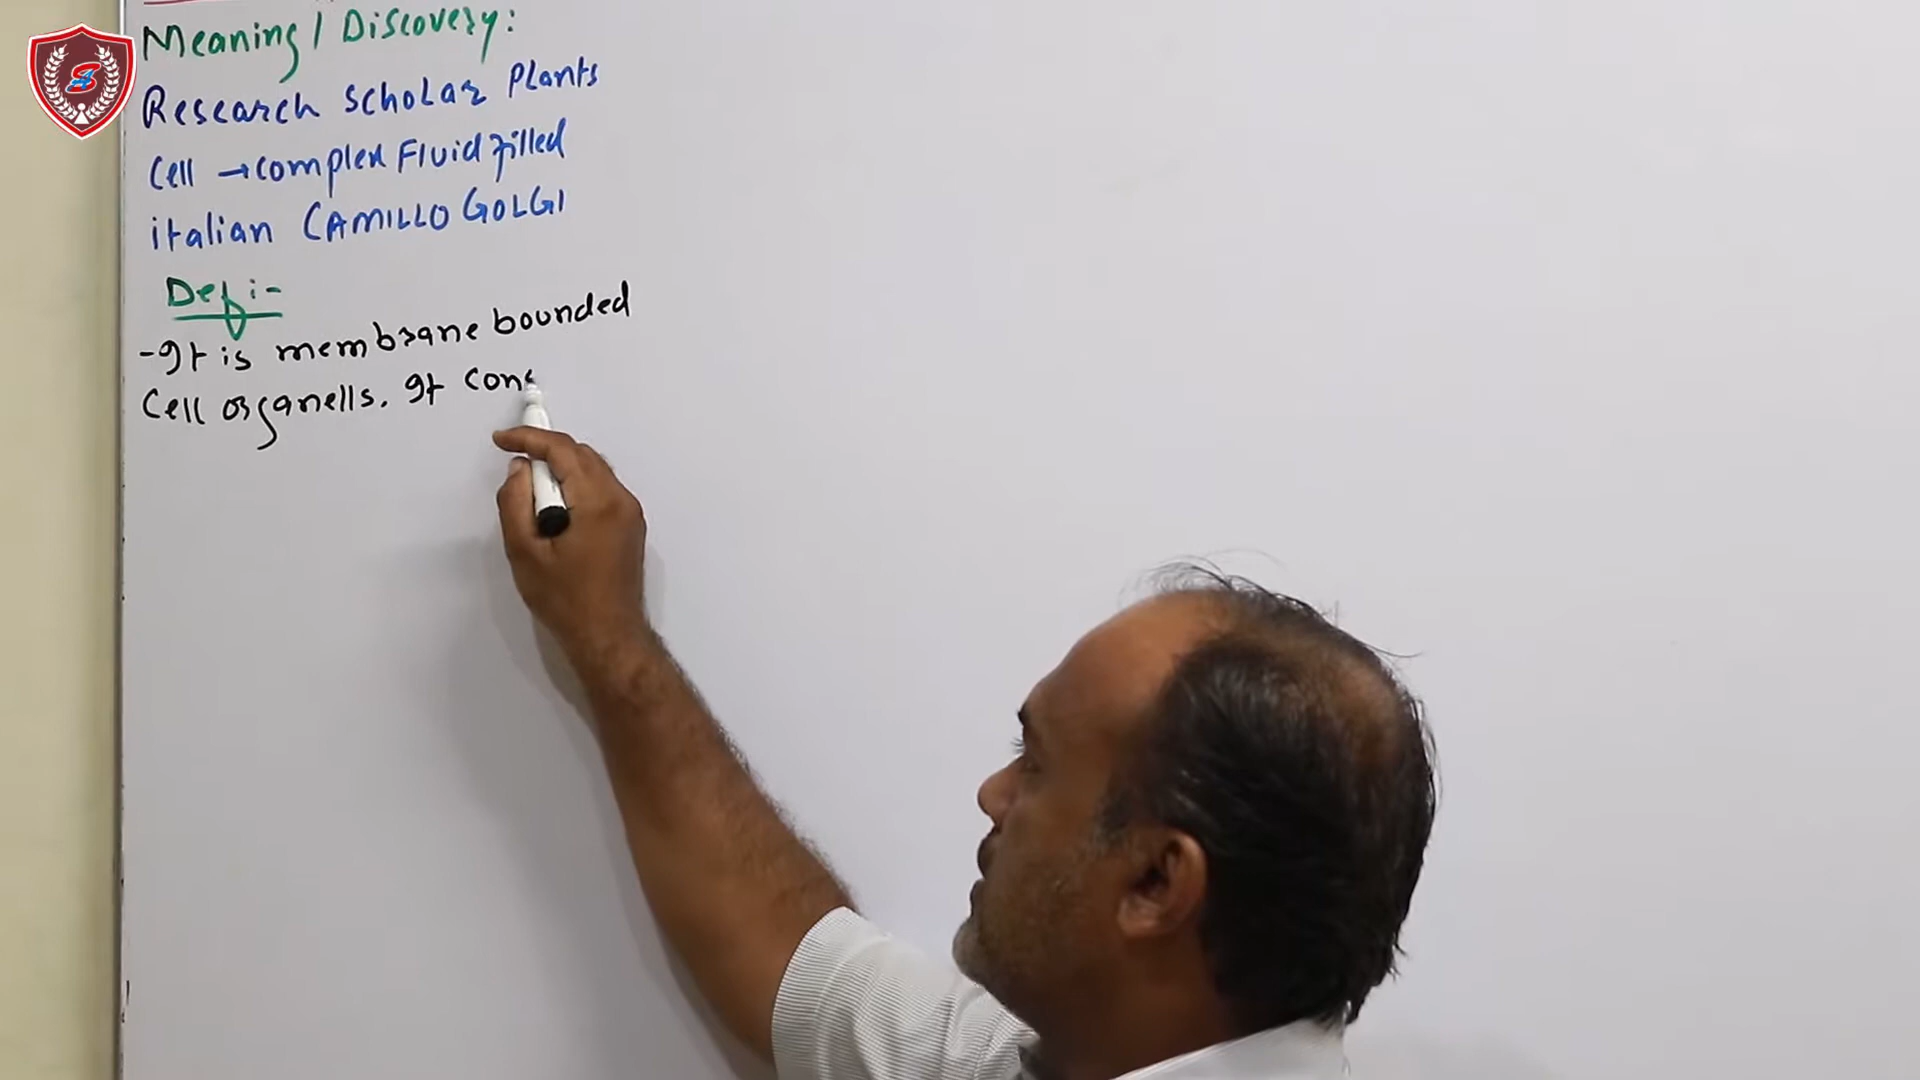 Meaning / Discovery:
Research Scholar Plants
Cell → complex Fluid filled
italian CAMILLO GOLGI
Def:-
- It is membrane bounded
Cell organells. It cons